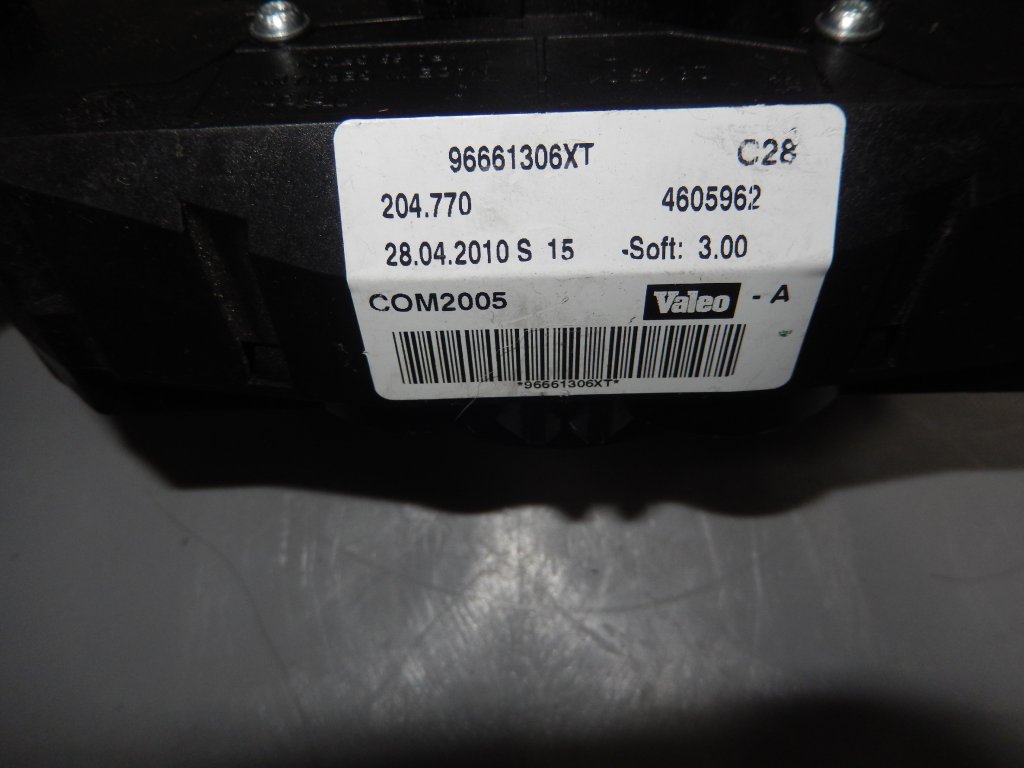 96661306XT C28
204.770 4605962
28.04.2010 S 15 -Soft: 3.00
COM2005 Valeo - A
*96661306XT*